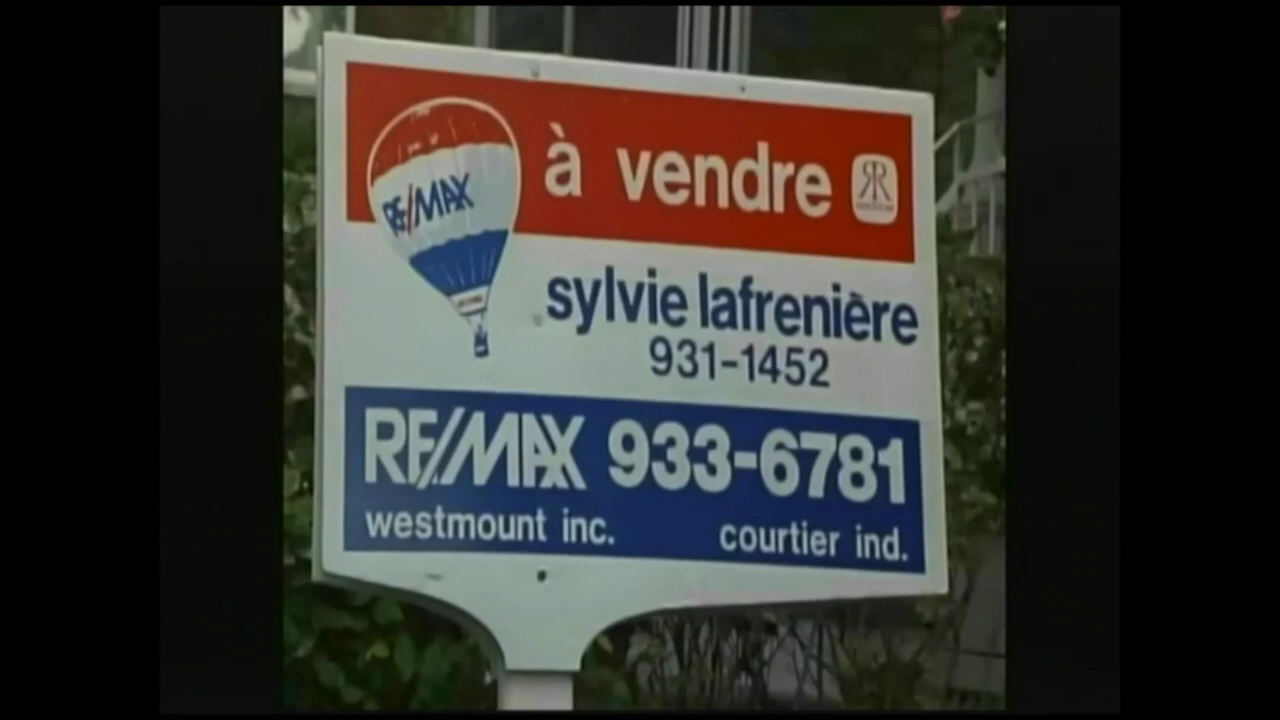 à vendre
RE/MAX
sylvie lafrenière
931-1452
RE/MAX 933-6781
westmount inc. courtier ind.